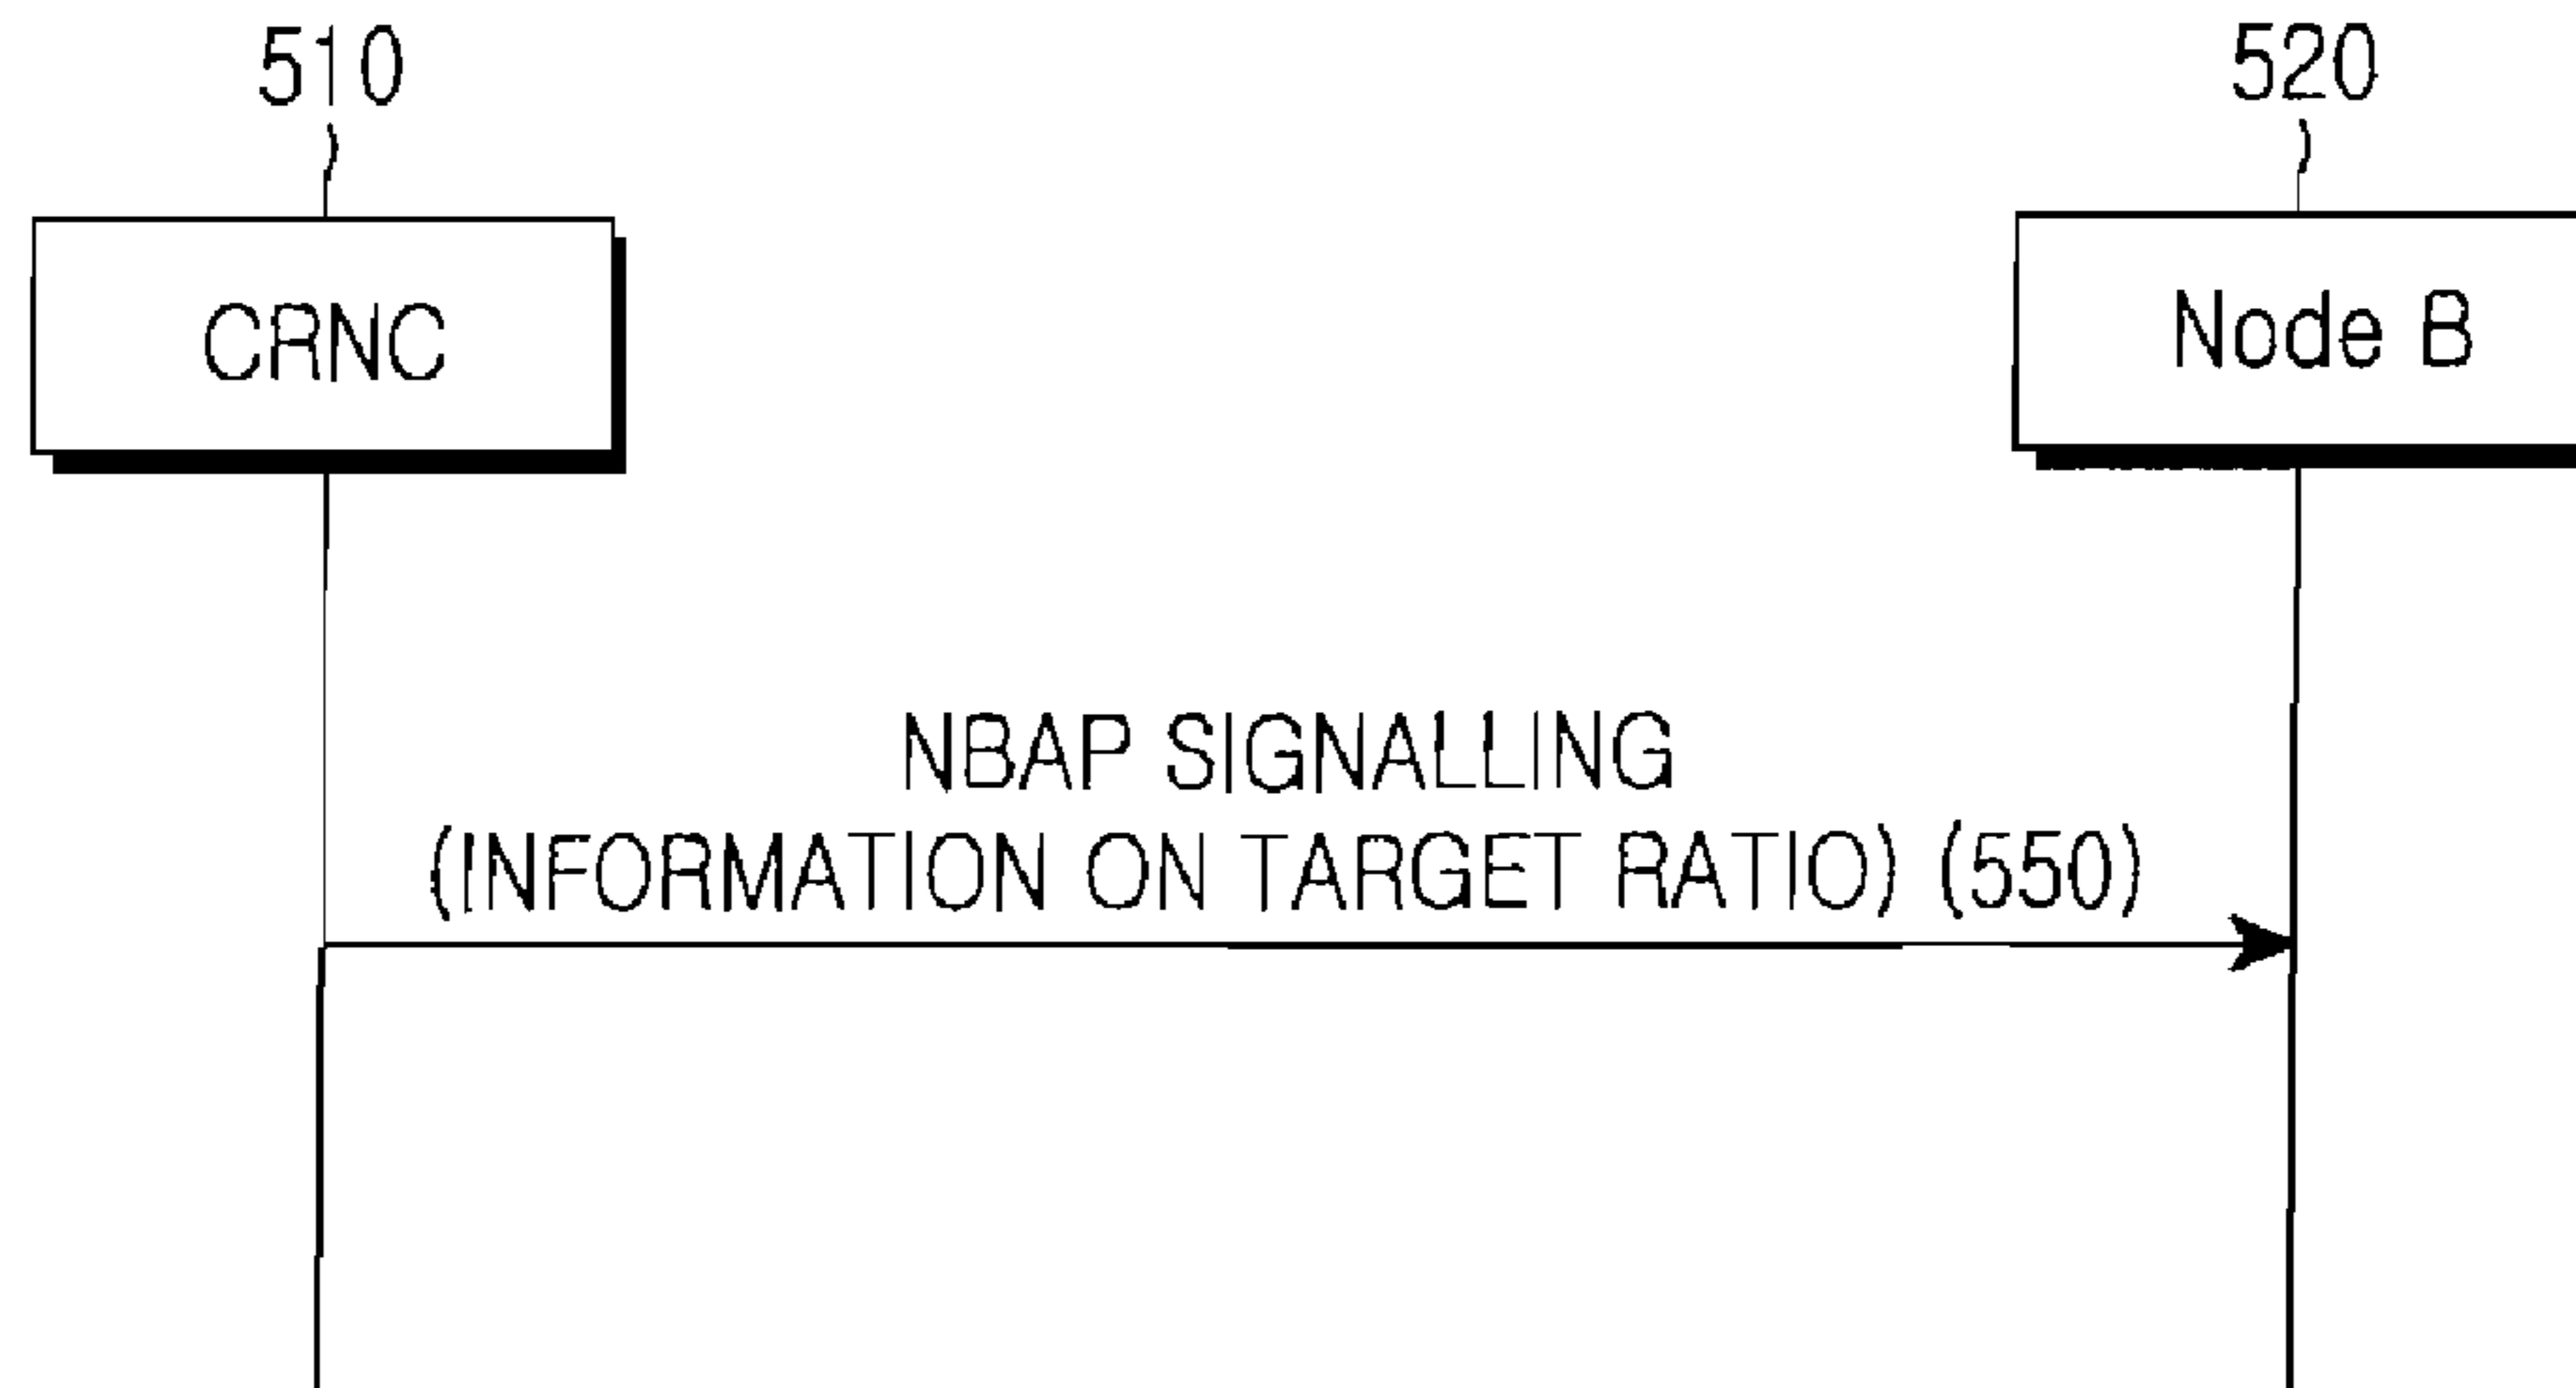 510
520
CRNC
Node B
NBAP SIGNALLING
(INFORMATION ON TARGET RATIO) (550)